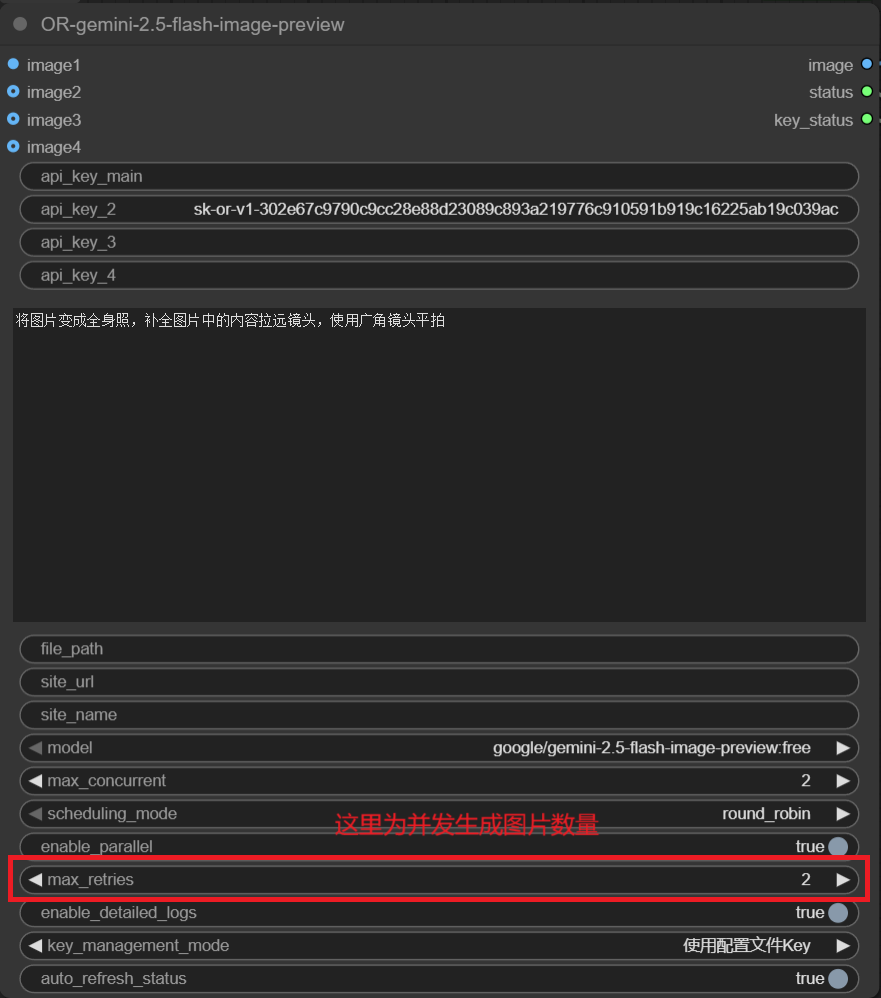 OR-gemini-2.5-flash-image-preview
image1
image
image2
status
image3
key_status
image4
api_key_main
api_key_2 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
api_key_3
api_key_4
将图片变成全身照，补全图片中的内容拉远镜头，使用广角镜头平拍
file_path
site_url
site_name
model google/gemini-2.5-flash-image-preview:free
max_concurrent 2
scheduling_mode round_robin
这里为并发生成图片数量
enable_parallel true
max_retries 2
enable_detailed_logs true
key_management_mode 使用配置文件Key
auto_refresh_status true